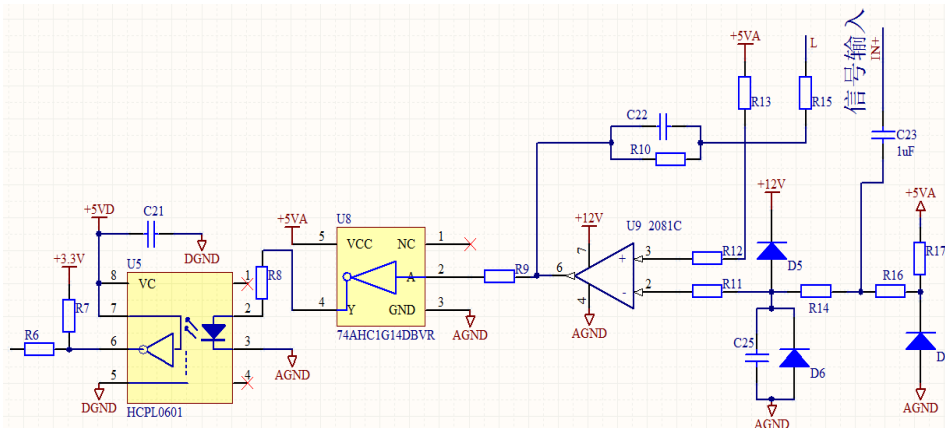 +5VD
C21
DGND
+3.3V
U5
R7
R6
8
VC
1
7
2
6
3
5
4
DGND
HCPL0601
R8
AGND
+5VA
U8
5
VCC
NC
1
4
Y
A
2
GND
3
74AHC1G14DBVR
AGND
R9
C22
R10
+12V
U9 2081C
7
6
+
3
-
2
4
AGND
R12
R11
+5VA
R13
L
R15
+12V
D5
R14
C25
D6
AGND
信号输入
IN+
C23
1uF
+5VA
R17
R16
D
AGND